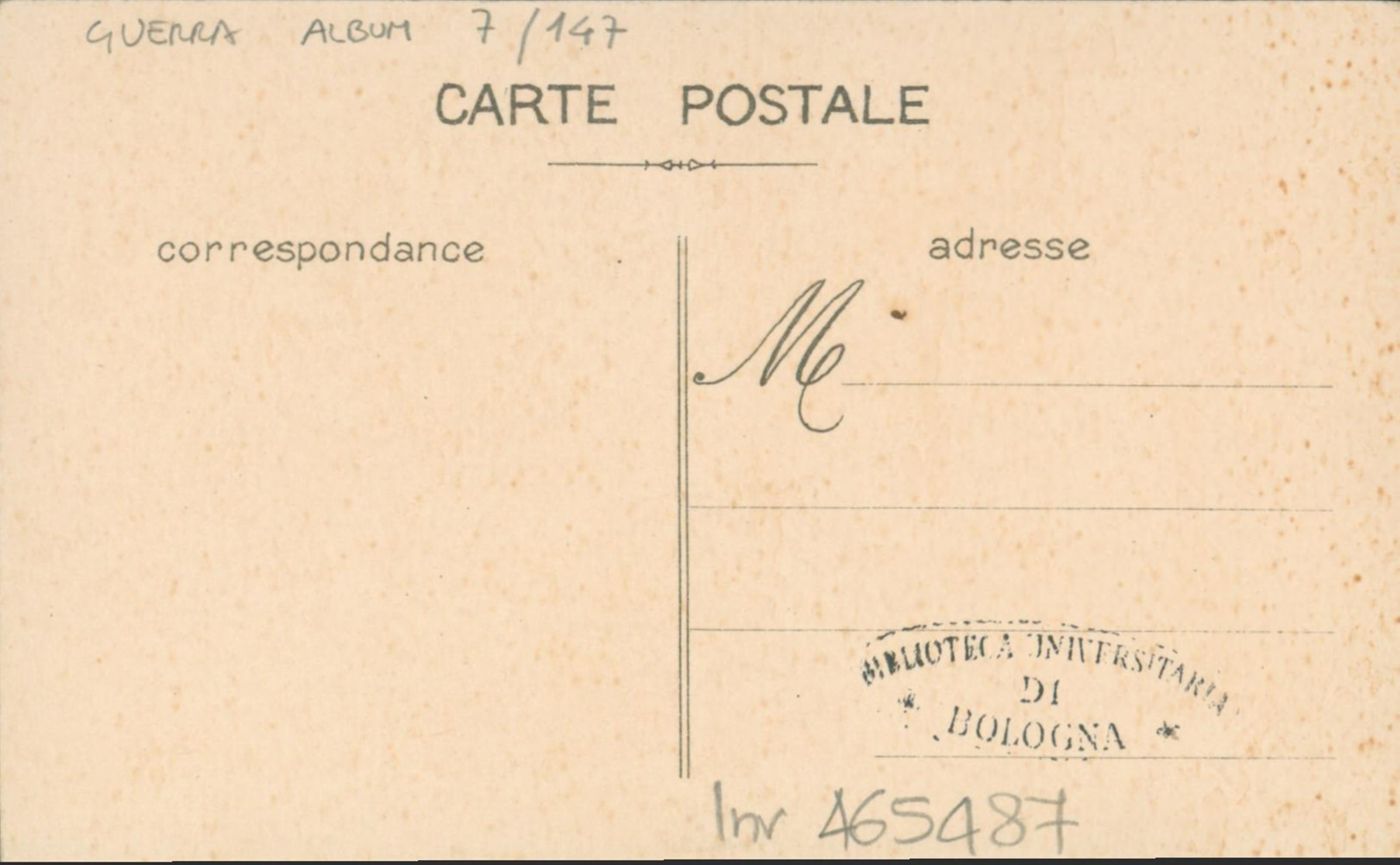 GUERRA ALBUM 7/147
CARTE POSTALE
correspondance
adresse
M
BIBLIOTECA UNIVERSITARIA
DI
BOLOGNA
Inv 465487